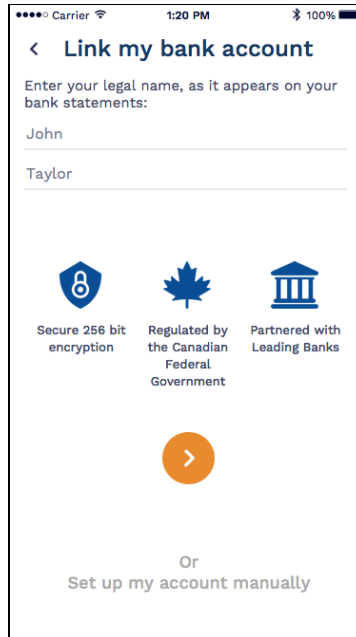 Carrier 1:20 PM 100%
Link my bank account
Enter your legal name, as it appears on your
bank statements:
John
Taylor
Secure 256 bit
encryption
Regulated by
the Canadian
Federal
Government
Partnered with
Leading Banks
Or
Set up my account manually